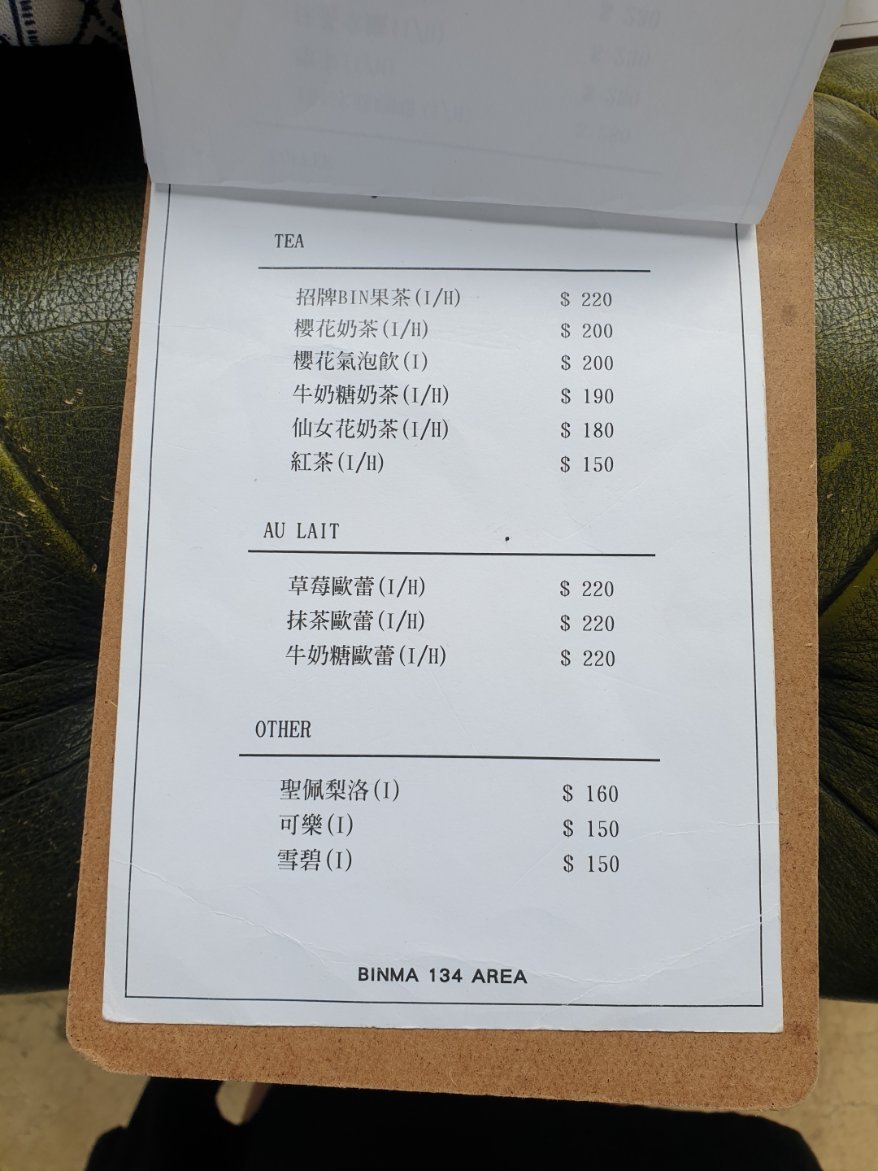 TEA
招牌BIN果茶(I/H) $ 220
櫻花奶茶(I/H) $ 200
櫻花氣泡飲(I) $ 200
牛奶糖奶茶(I/H) $ 190
仙女花奶茶(I/H) $ 180
紅茶(I/H) $ 150
AU LAIT
草莓歐蕾(I/H) $ 220
抹茶歐蕾(I/H) $ 220
牛奶糖歐蕾(I/H) $ 220
OTHER
聖佩梨洛(I) $ 160
可樂(I) $ 150
雪碧(I) $ 150
BINMA 134 AREA